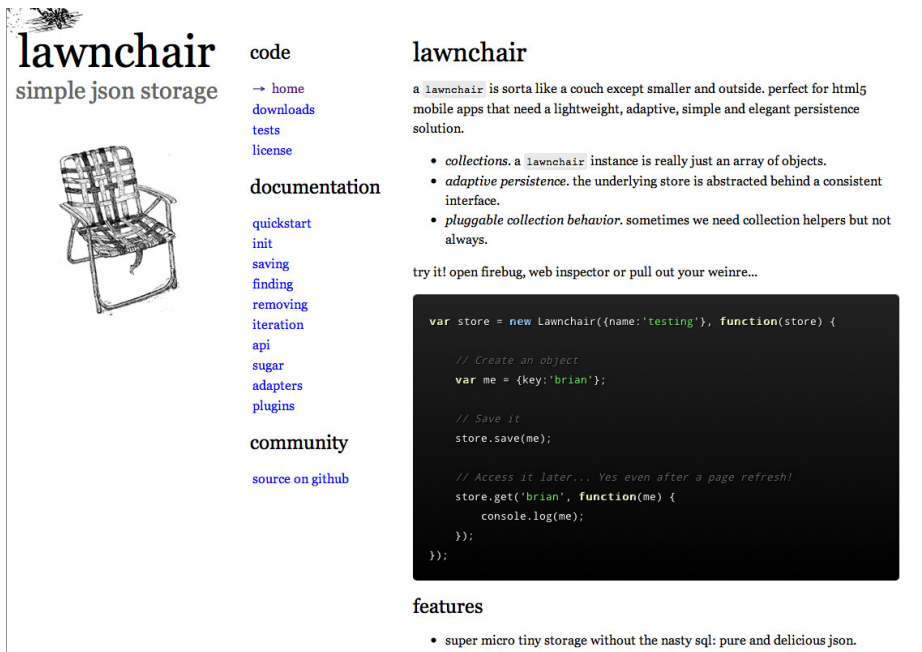 lawnchair
simple json storage
code
→ home
downloads
tests
license
documentation
quickstart
init
saving
finding
removing
iteration
api
sugar
adapters
plugins
community
source on github
lawnchair
a lawnchair is sorta like a couch except smaller and outside. perfect for html5
mobile apps that need a lightweight, adaptive, simple and elegant persistence
solution.
• collections. a lawnchair instance is really just an array of objects.
• adaptive persistence. the underlying store is abstracted behind a consistent
interface.
• pluggable collection behavior. sometimes we need collection helpers but not
always.
try it! open firebug, web inspector or pull out your weinre...
var store = new Lawnchair({name:'testing'}, function(store) {
// Create an object
var me = {key:'brian'};
// Save it
store.save(me);
// Access it later... Yes even after a page refresh!
store.get('brian', function(me) {
console.log(me);
});
});
features
• super micro tiny storage without the nasty sql: pure and delicious json.